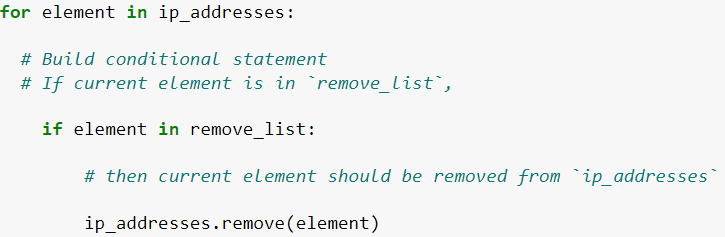 for element in ip_addresses:
# Build conditional statement
# If current element is in `remove_list`,
if element in remove_list:
# then current element should be removed from `ip_addresses`
ip_addresses.remove(element)